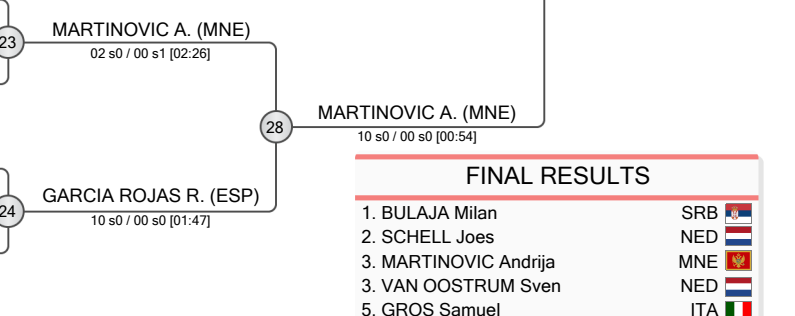 23
MARTINOVIC A. (MNE)
02 s0 / 00 s1 [02:26]
28
MARTINOVIC A. (MNE)
10 s0 / 00 s0 [00:54]
24
GARCIA ROJAS R. (ESP)
10 s0 / 00 s0 [01:47]
FINAL RESULTS
1. BULAJA Milan SRB
2. SCHELL Joes NED
3. MARTINOVIC Andrija MNE
3. VAN OOSTRUM Sven NED
5. GROS Samuel ITA